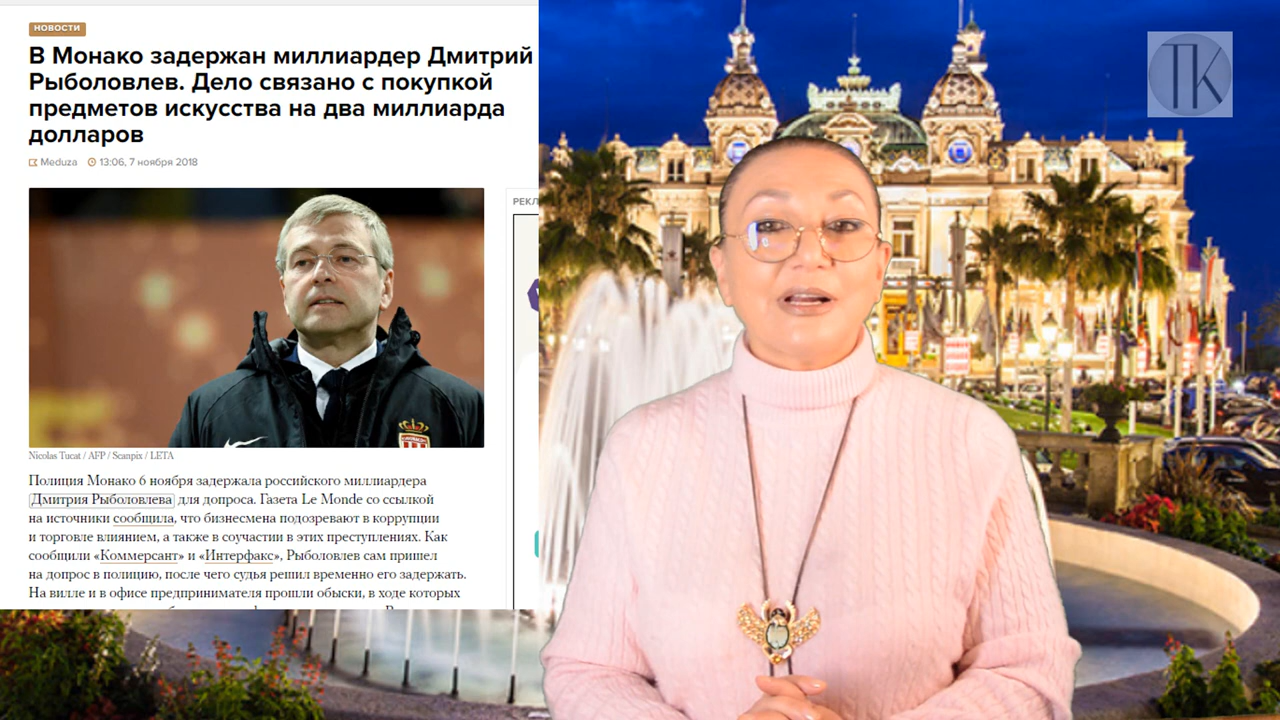 НОВОСТИ
В Монако задержан миллиардер Дмитрий
Рыболовлев. Дело связано с покупкой
предметов искусства на два миллиарда
долларов
Meduza 13:06, 7 ноября 2018
РЕКЛ
Nicolas Tucat / AFP / Scanpix / LETA
Полиция Монако 6 ноября задержала российского миллиардера
Дмитрия Рыболовлева для допроса. Газета Le Monde со ссылкой
на источники сообщила, что бизнесмена подозревают в коррупции
и торговле влиянием, а также в соучастии в этих преступлениях. Как
сообщили «Коммерсант» и «Интерфакс», Рыболовлев сам пришел
на допрос в полицию, после чего судья решил временно его задержать.
На вилле и в офисе предпринимателя прошли обыски, в ходе которых
ПК